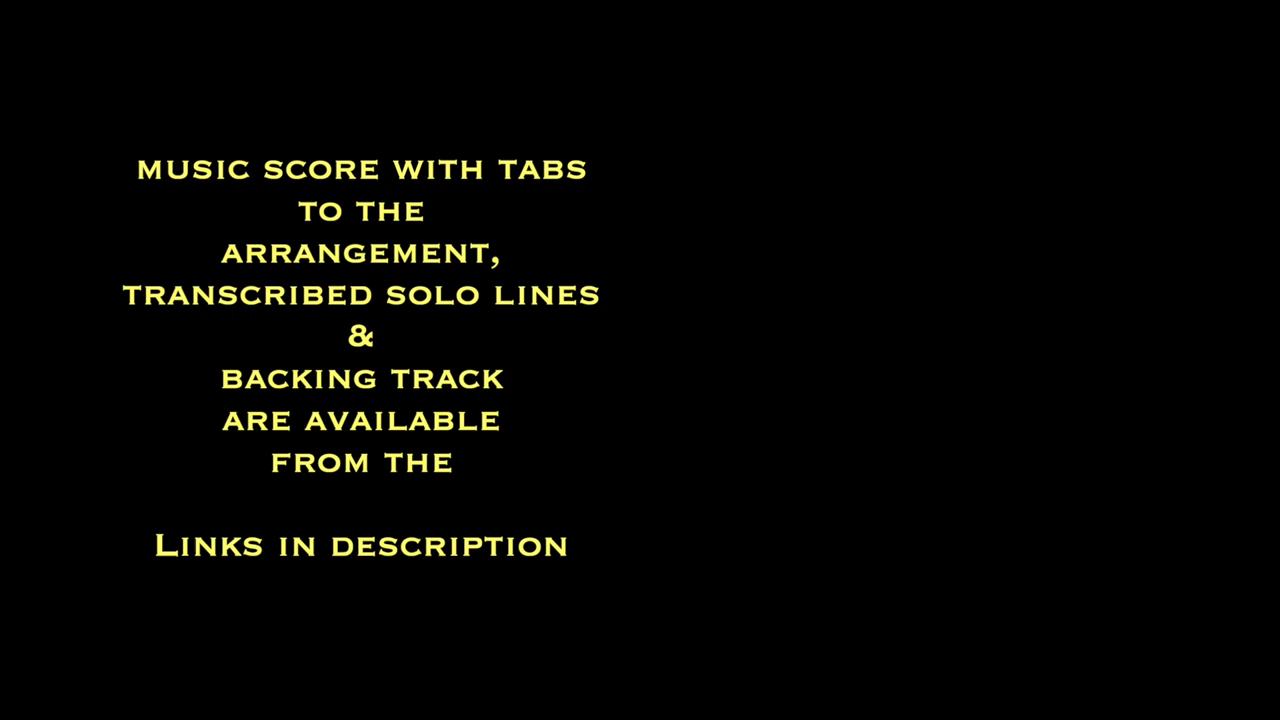 MUSIC SCORE WITH TABS
TO THE
ARRANGEMENT,
TRANSCRIBED SOLO LINES
&
BACKING TRACK
ARE AVAILABLE
FROM THE
LINKS IN DESCRIPTION